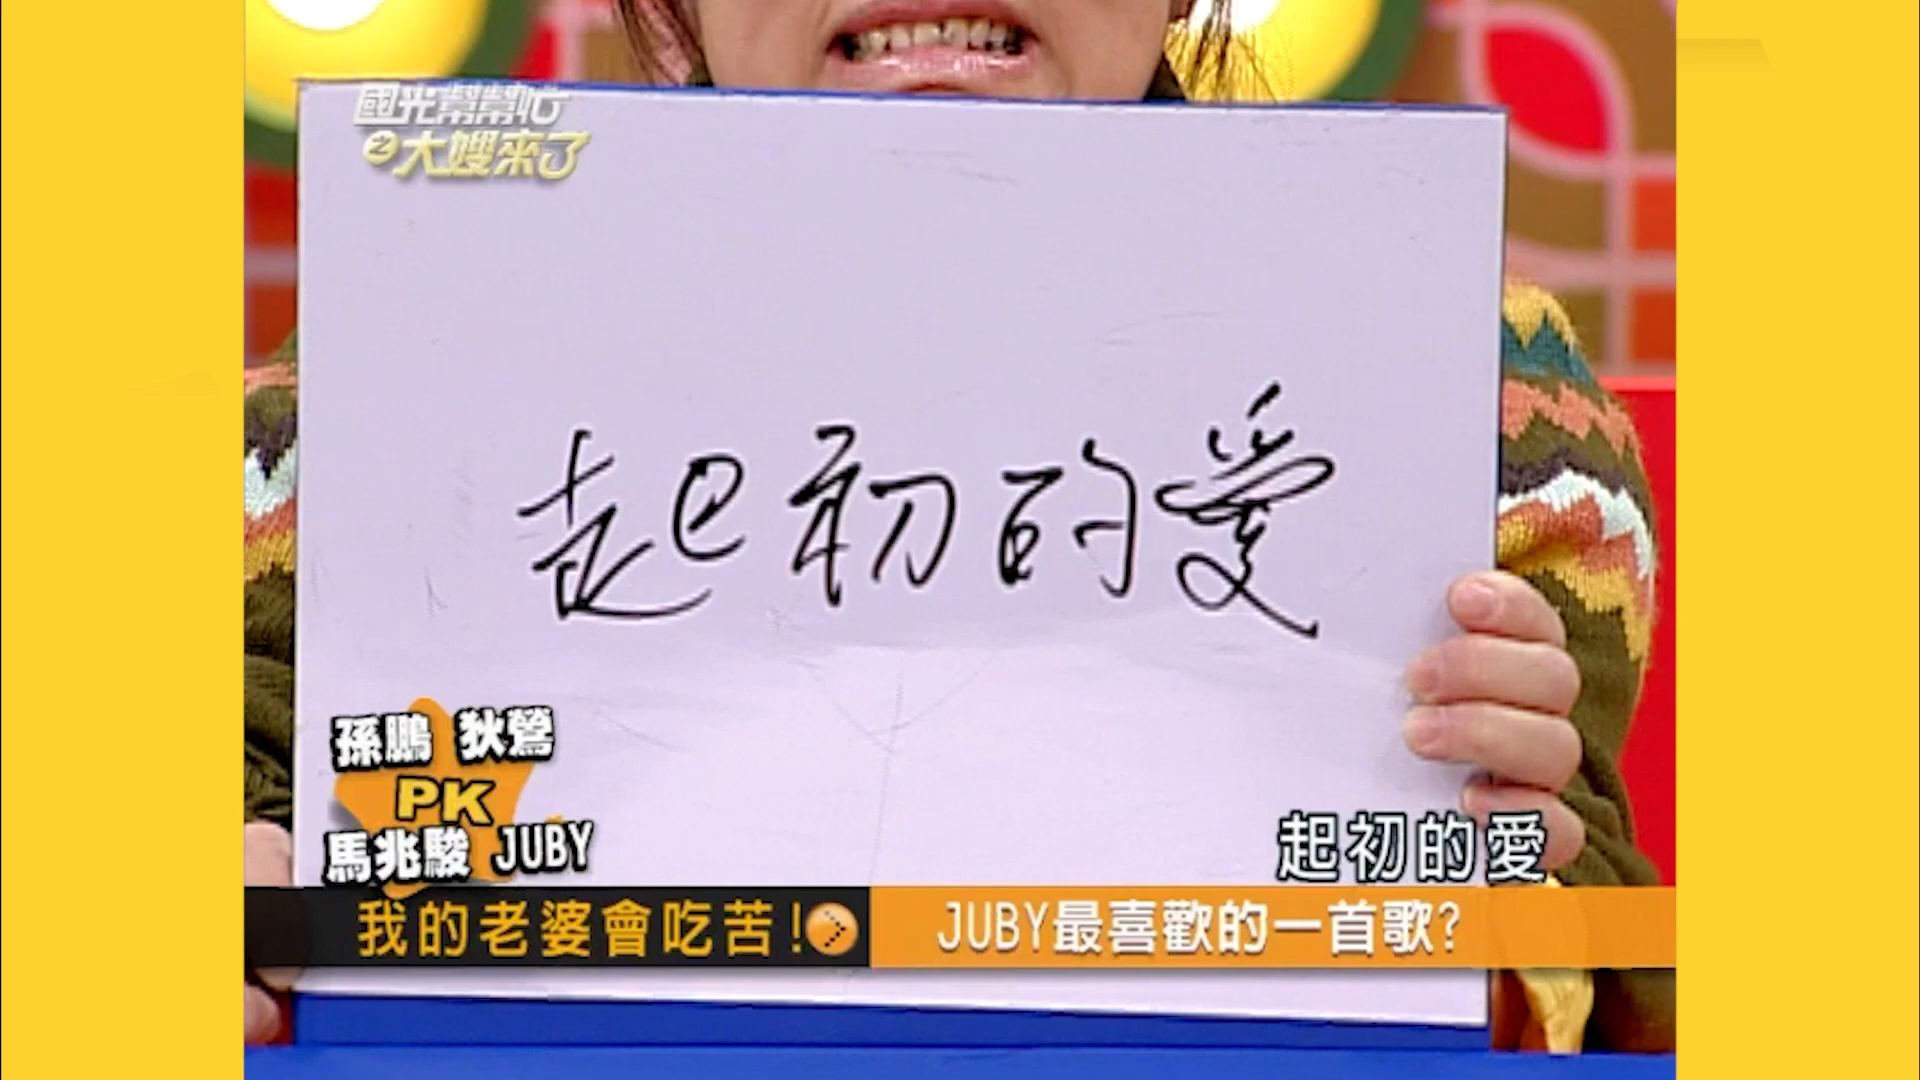 國光幫幫忙
之大嫂來了
起初的愛
孫鵬 狄鶯
PK
馬兆駿 JUBY
起初的愛
我的老婆會吃苦!
JUBY最喜歡的一首歌?